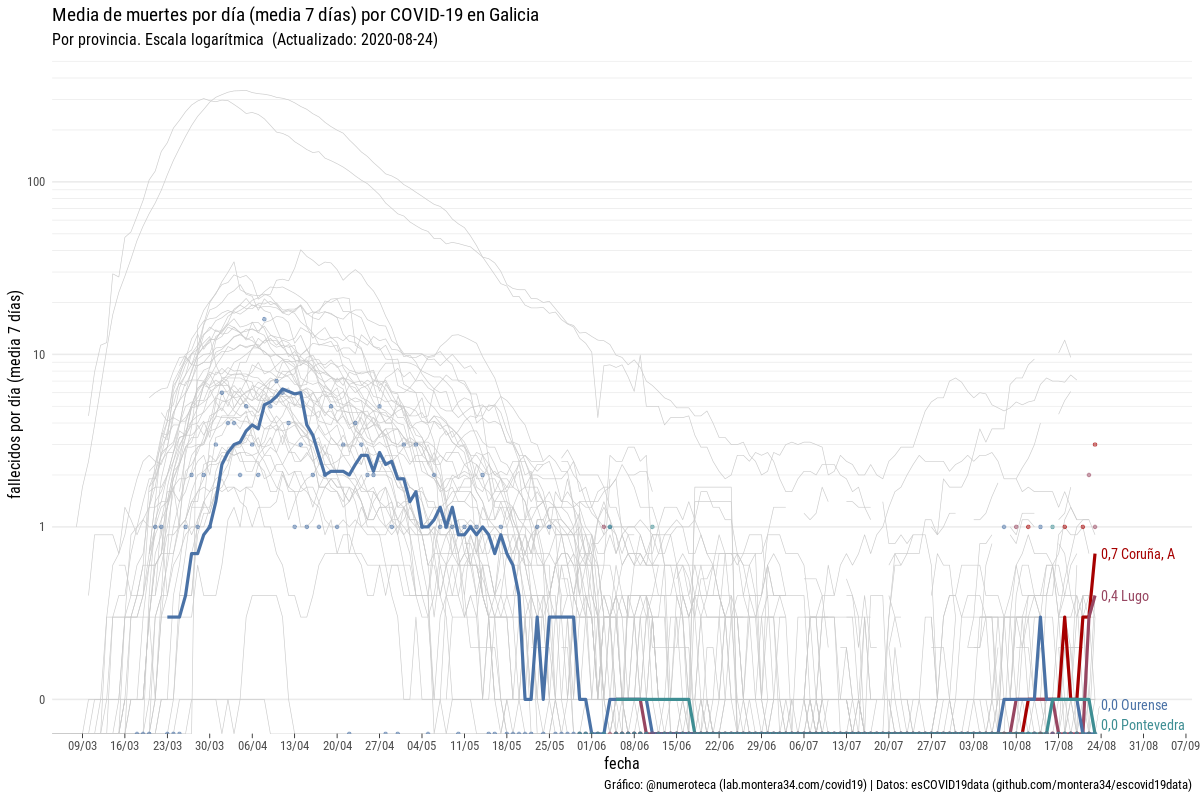 Media de muertes por día (media 7 días) por COVID-19 en Galicia
Por provincia. Escala logarítmica (Actualizado: 2020-08-24)
fallecidos por día (media 7 días)
100
10
1
0
0,7 Coruña, A
0,4 Lugo
0,0 Ourense
0,0 Pontevedra
09/03 16/03 23/03 30/03 06/04 13/04 20/04 27/04 04/05 11/05 18/05 25/05 01/06 08/06 15/06 22/06 29/06 06/07 13/07 20/07 27/07 03/08 10/08 17/08 24/08 31/08 07/09
fecha
Gráfico: @numeroteca (lab.montera34.com/covid19) | Datos: esCOVID19data (github.com/montera34/escovid19data)